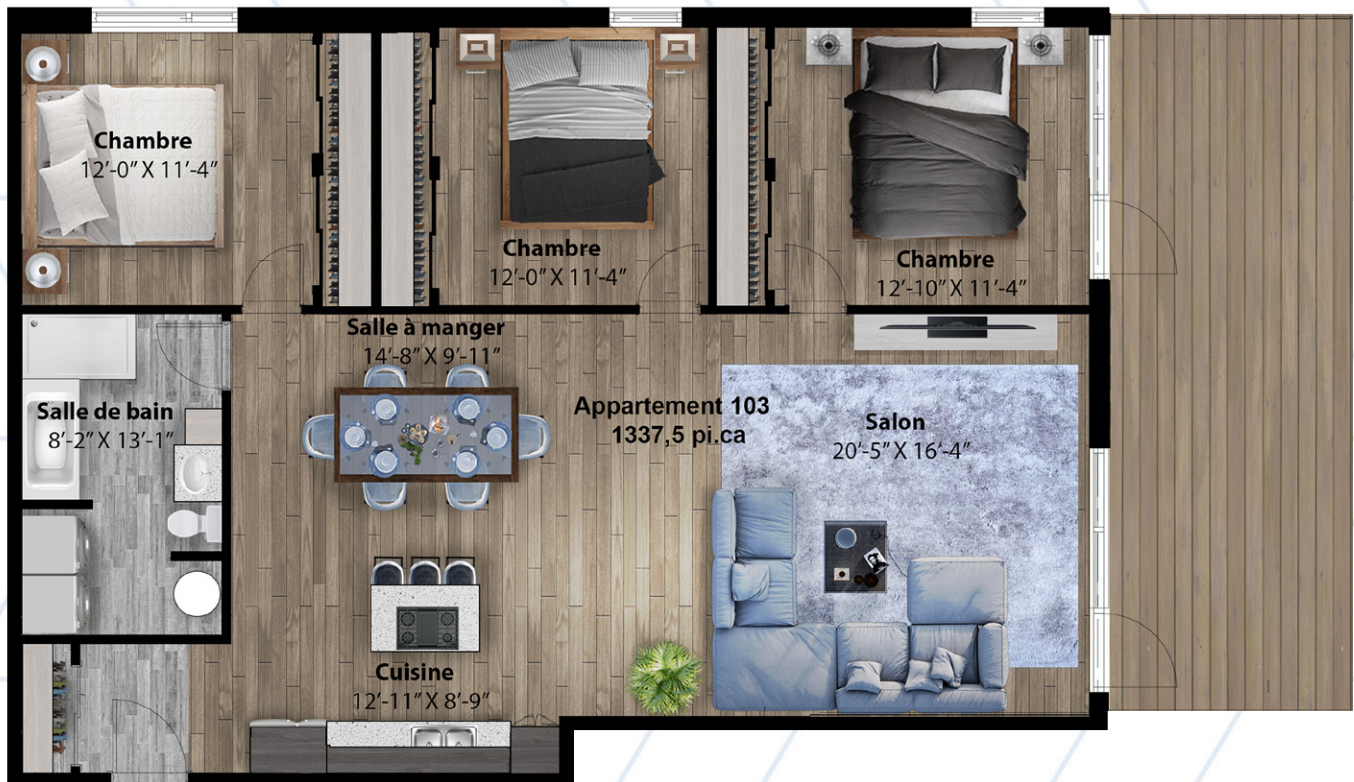 Chambre
12'-0" X 11'-4"
Chambre
12'-0" X 11'-4"
Chambre
12'-10" X 11'-4"
Salle à manger
14'-8" X 9'-11"
Salle de bain
8'-2" X 13'-1"
Appartement 103
1337,5 pi.ca
Salon
20'-5" X 16'-4"
Cuisine
12'-11" X 8'-9"